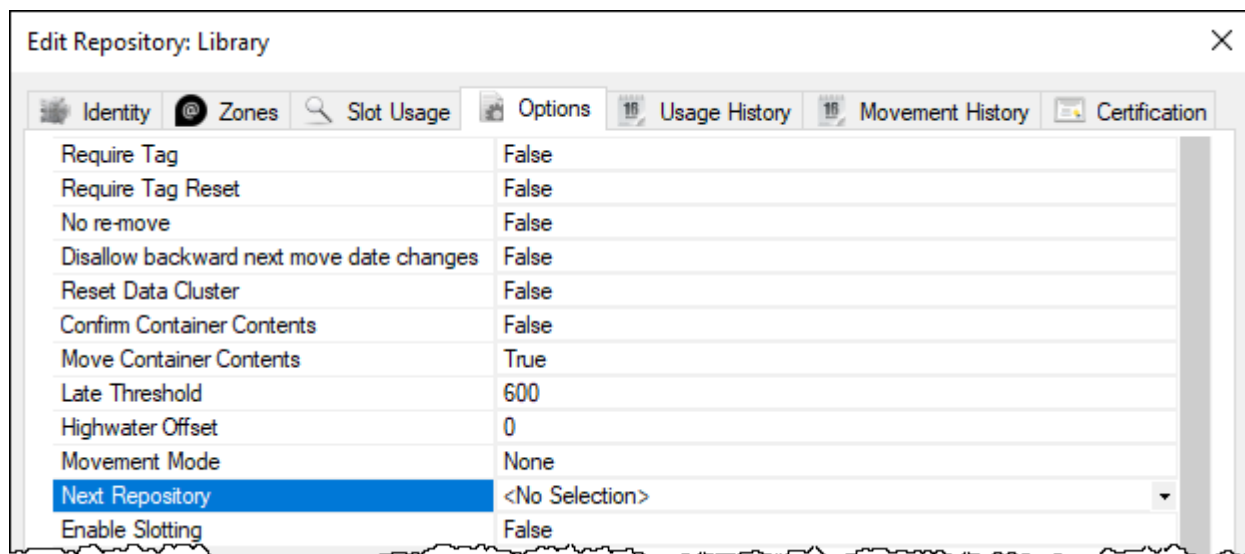 Edit Repository: Library
Identity Zones Slot Usage Options Usage History Movement History Certification
Require Tag False
Require Tag Reset False
No re-move False
Disallow backward next move date changes False
Reset Data Cluster False
Confirm Container Contents False
Move Container Contents True
Late Threshold 600
Highwater Offset 0
Movement Mode None
Next Repository <No Selection>
Enable Slotting False